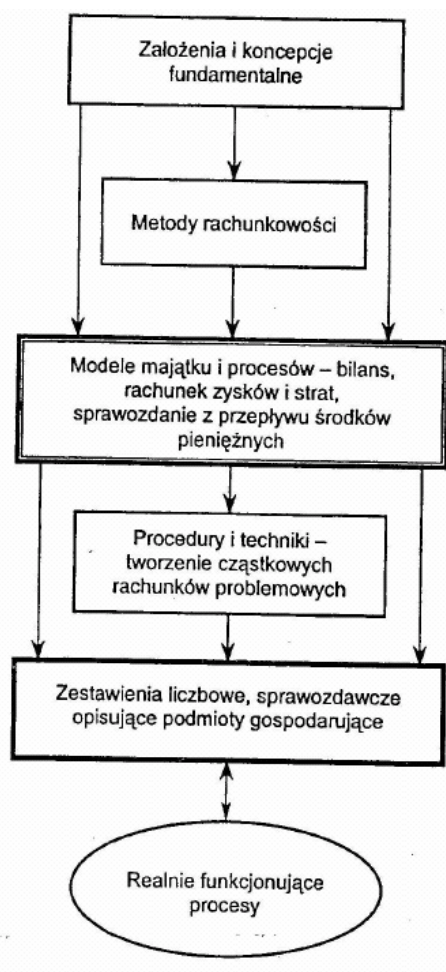 Założenia i koncepcje
fundamentalne
Metody rachunkowości
Modele majątku i procesów – bilans,
rachunek zysków i strat,
sprawozdanie z przepływu środków
pieniężnych
Procedury i techniki –
tworzenie cząstkowych
rachunków problemowych
Zestawienia liczbowe, sprawozdawcze
opisujące podmioty gospodarujące
Realnie funkcjonujące
procesy